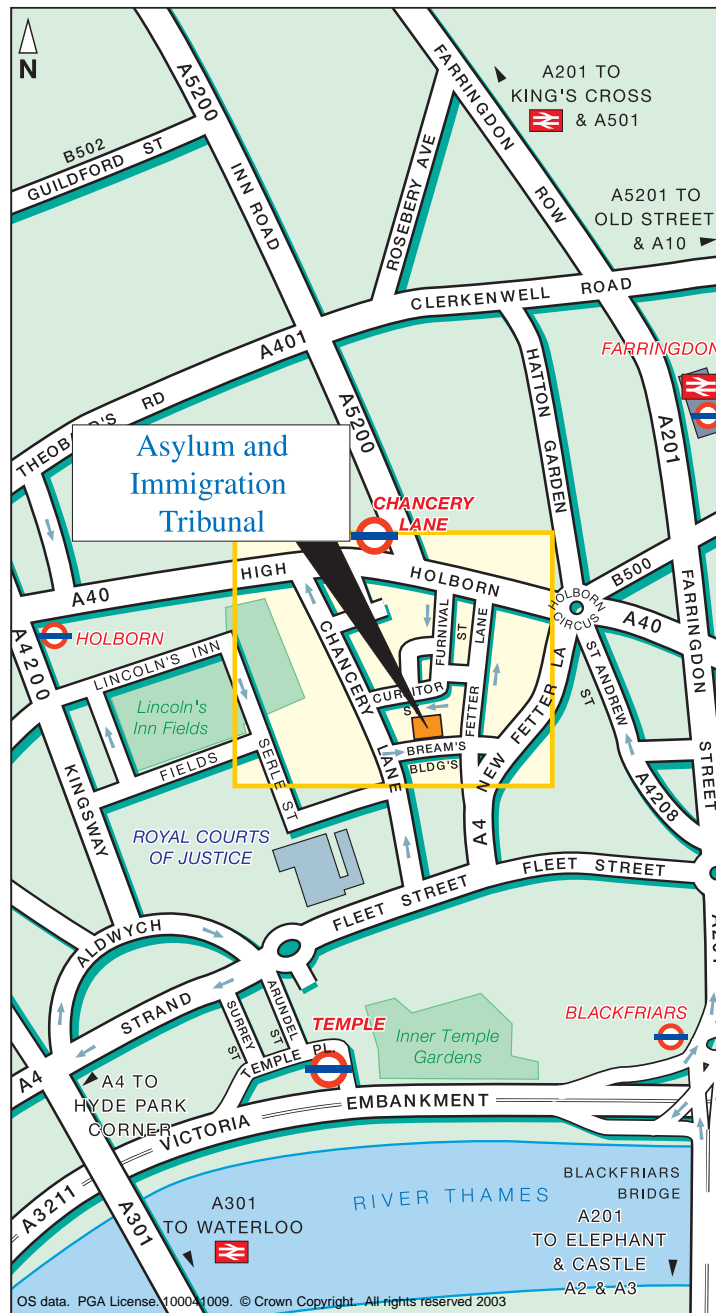 N
A5200
INN ROAD
B502
GUILDFORD ST
ROSEBERY AVE
FARRINGDON
ROW
A201 TO
KING'S CROSS
& A501
A5201 TO
OLD STREET
& A10
CLERKENWELL ROAD
A401
HATTON
GARDEN
FARRINGDON
A201
A5200
Asylum and
Immigration
Tribunal
CHANCERY
LANE
HIGH
HOLBORN
A40
HOLBORN
A4200
B500
HOLBORN
CIRCUS
A40
FARRINGDON
STREET
LINCOLN'S INN
FIELDS
Lincoln's
Inn Fields
CHANCERY
LANE
FURNIVAL
ST
FETTER
LANE
CURSITOR
ST
BREAM'S
BLDG'S
NEW FETTER LA
A4
ST ANDREW
ST
A4208
KINGSWAY
SERLE ST
ROYAL COURTS
OF JUSTICE
FLEET STREET
FLEET STREET
ALDWYCH
STRAND
A4
SURREY
ST
ARUNDEL
ST
TEMPLE
TEMPLE PL.
Inner Temple
Gardens
BLACKFRIARS
A4 TO
HYDE PARK
CORNER
VICTORIA
EMBANKMENT
A3211
A301
A301
TO WATERLOO
RIVER THAMES
BLACKFRIARS
BRIDGE
A201
TO ELEPHANT
& CASTLE
A2 & A3
OS data. PGA License. 100041009. © Crown Copyright. All rights reserved 2003